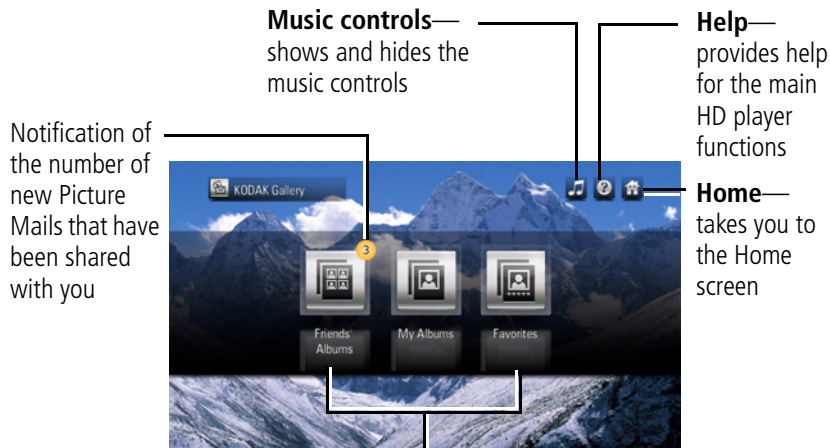 Music controls—
shows and hides the
music controls
Help—
provides help
for the main
HD player
functions
Notification of
the number of
new Picture
Mails that have
been shared
with you
Home—
takes you to
the Home
screen
KODAK Gallery
3
Friends'
Albums
My Albums
Favorites